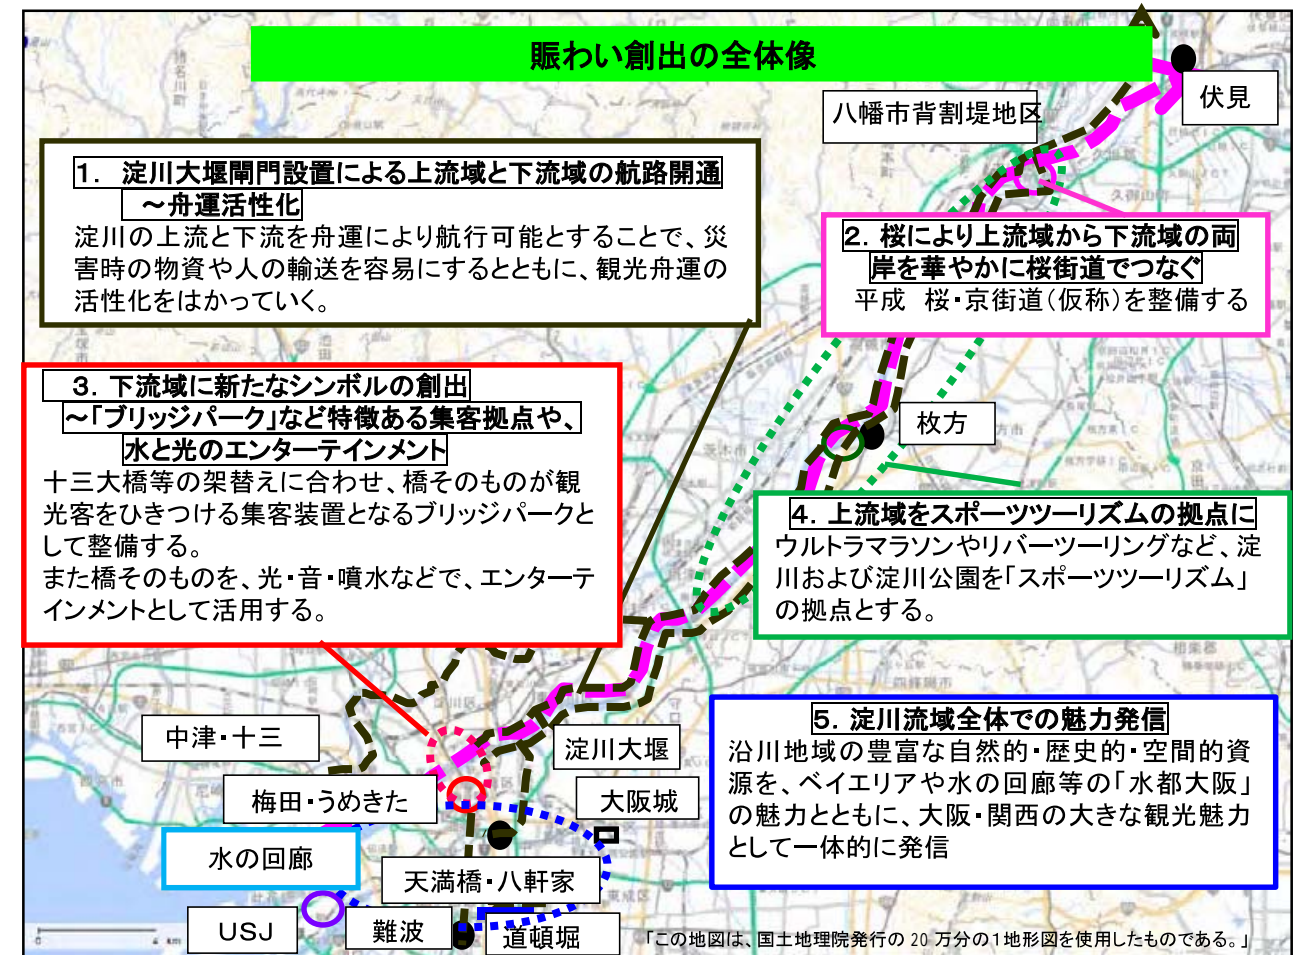 賑わい創出の全体像
伏見
八幡市背割堤地区
1. 淀川大堰閘門設置による上流域と下流域の航路開通
～舟運活性化
淀川の上流と下流を舟運により航行可能とすることで、災
害時の物資や人の輸送を容易にするとともに、観光舟運の
活性化をはかっていく。
2. 桜により上流域から下流域の両
岸を華やかに桜街道でつなぐ
平成　桜・京街道(仮称)を整備する
3. 下流域に新たなシンボルの創出
～「ブリッジパーク」など特徴ある集客拠点や、
水と光のエンターテインメント
十三大橋等の架替えに合わせ、橋そのものが観
光客をひきつける集客装置となるブリッジパークと
して整備する。
また橋そのものを、光・音・噴水などで、エンターテ
インメントとして活用する。
枚方
4. 上流域をスポーツツーリズムの拠点に
ウルトラマラソンやリバーツーリングなど、淀
川および淀川公園を「スポーツツーリズム」
の拠点とする。
5. 淀川流域全体での魅力発信
沿川地域の豊富な自然的・歴史的・空間的資
源を、ベイエリアや水の回廊等の「水都大阪」
の魅力とともに、大阪・関西の大きな観光魅力
として一体的に発信
中津・十三
淀川大堰
梅田・うめきた
大阪城
水の回廊
天満橋・八軒家
USJ
難波
道頓堀
「この地図は、国土地理院発行の 20 万分の1地形図を使用したものである。」